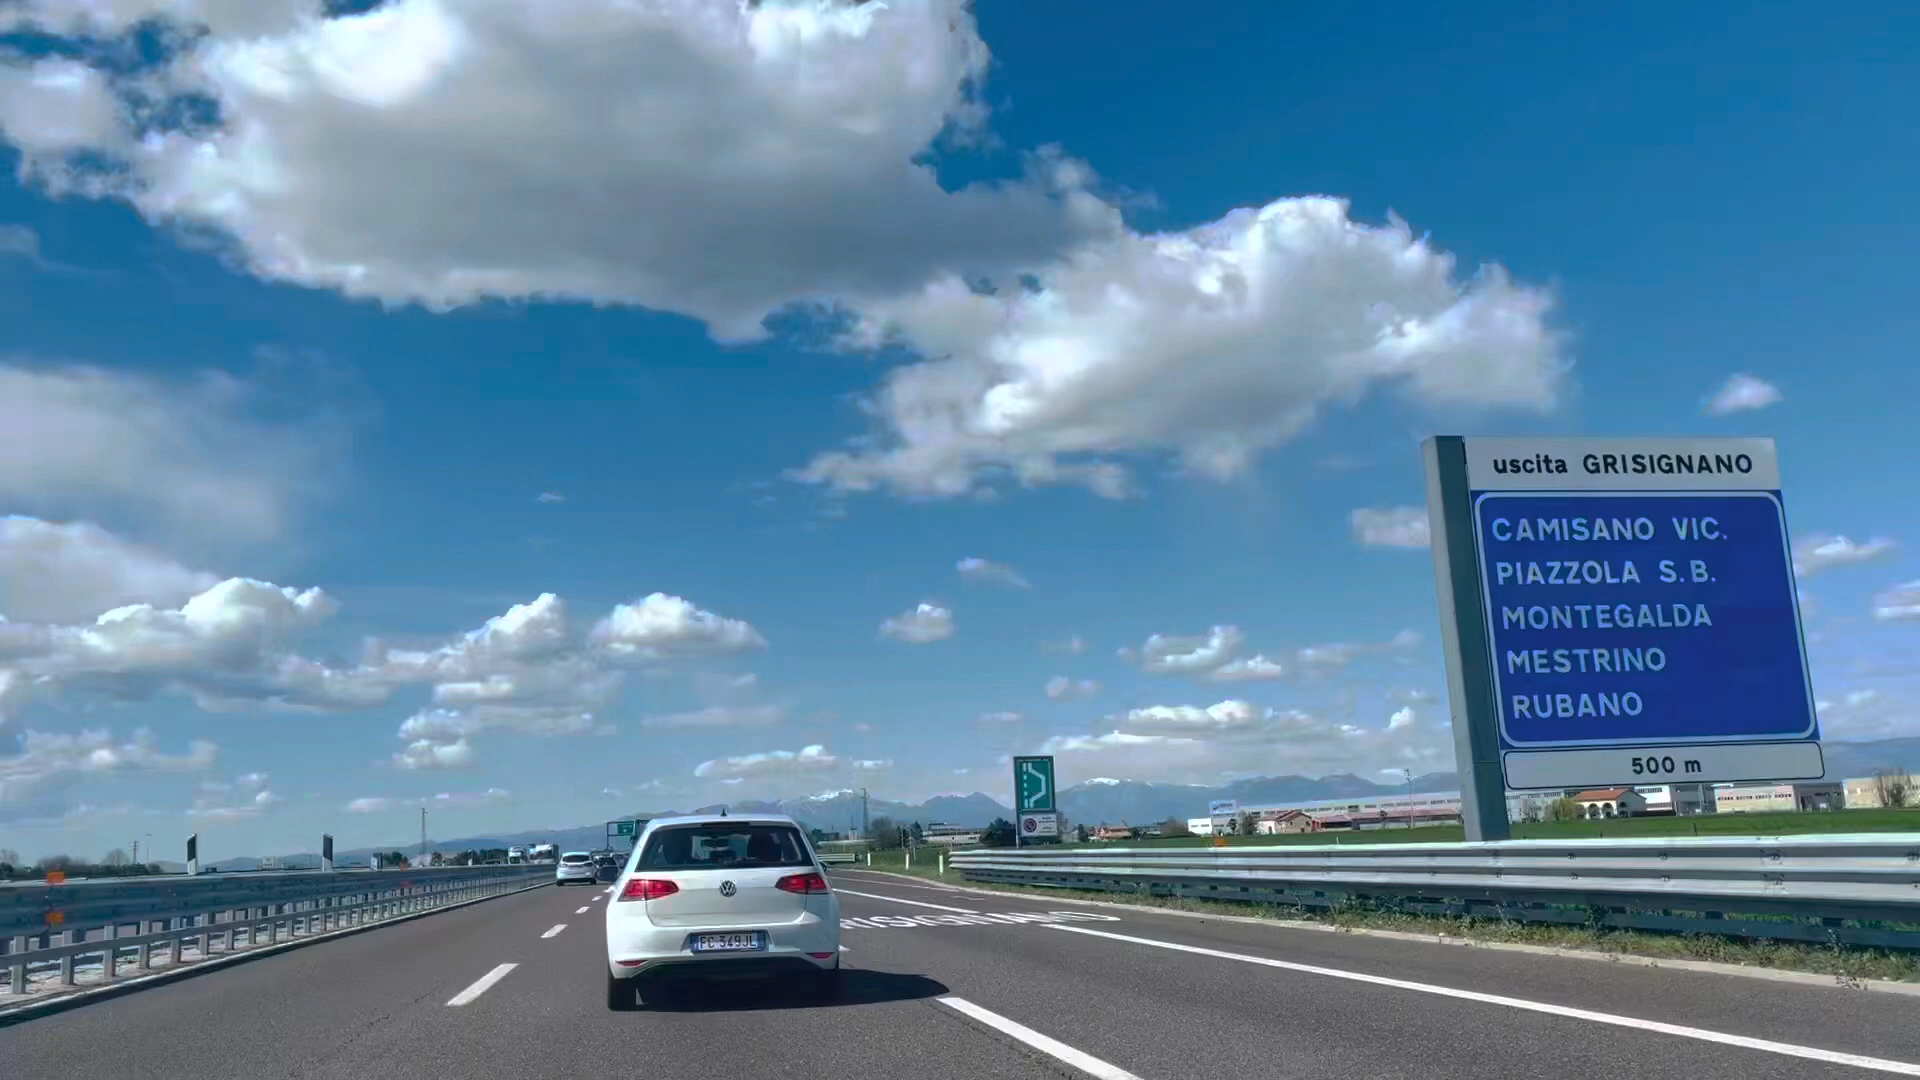 uscita GRISIGNANO
CAMISANO VIC.
PIAZZOLA S.B.
MONTEGALDA
MESTRINO
RUBANO
500 m
FC 349JL